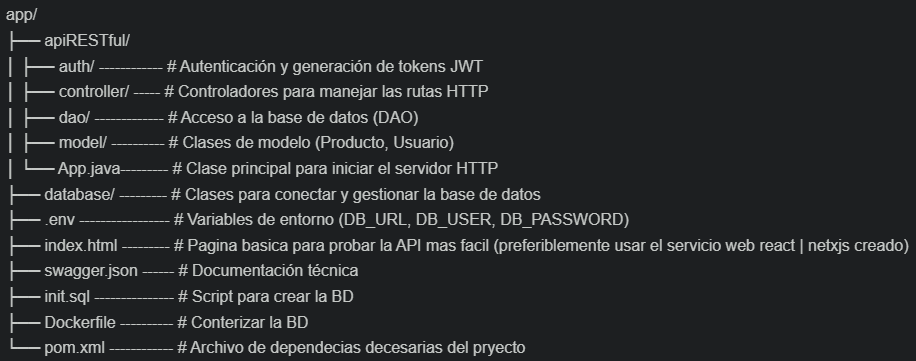 app/
├── apiRESTful/
│ ├── auth/ ------------ # Autenticación y generación de tokens JWT
│ ├── controller/ ----- # Controladores para manejar las rutas HTTP
│ ├── dao/ ------------- # Acceso a la base de datos (DAO)
│ ├── model/ ---------- # Clases de modelo (Producto, Usuario)
│ └── App.java--------- # Clase principal para iniciar el servidor HTTP
├── database/ --------- # Clases para conectar y gestionar la base de datos
├── .env ----------------- # Variables de entorno (DB_URL, DB_USER, DB_PASSWORD)
├── index.html --------- # Pagina basica para probar la API mas facil (preferiblemente usar el servicio web react | netxjs creado)
├── swagger.json ------ # Documentación técnica
├── init.sql --------------- # Script para crear la BD
├── Dockerfile ---------- # Conterizar la BD
└── pom.xml ------------ # Archivo de dependecias decesarias del pryecto